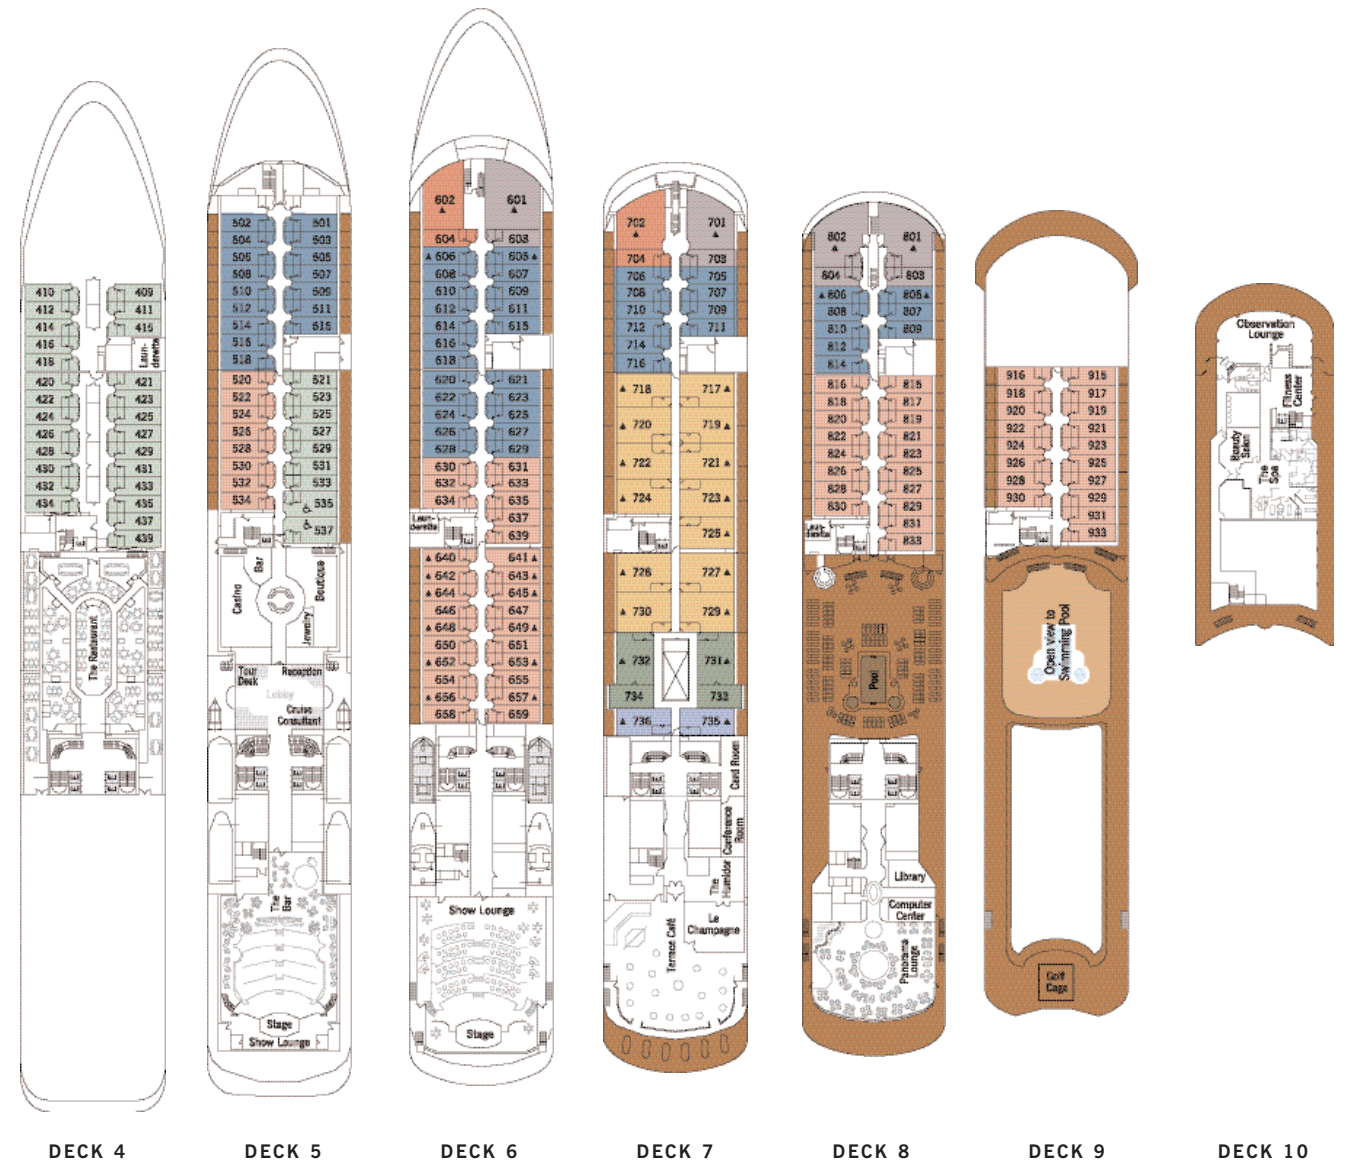 410 409
412 411
414 415
416
418
Laun-
derette
420 421
422 423
424 425
426 427
428 429
430 431
432 433
434 435
437
439
The Restaurant
DECK 4
502 501
504 503
506 505
508 507
510 509
512 511
514 515
516
518
520 521
522 523
524 525
526 527
528 529
530 531
532 533
534 535
537
Casino
Bar
Boutique
Jewelry
Tour
Desk
Reception
Lobby
Cruise
Consultant
E E
E E
The
Bar
Stage
Show Lounge
DECK 5
602 601
604 603
606 605
608 607
610 609
612 611
614 615
616
618
620 621
622 623
624 625
626 627
628 629
630 631
632 633
634 635
637
639
Laun-
derette
E
640 641
642 643
644 645
646 647
648 649
650 651
652 653
654 655
656 657
658 659
E E
E E
Show Lounge
Stage
DECK 6
702 701
704 703
706 705
708 707
710 709
712 711
714
716
718 717
720 719
722 721
724 723
725
E
728 727
730 729
732 731
734 733
736 735
E E
E E
Card Room
Conference
Room
The
Humidor
Le
Champagne
Terrace Café
DECK 7
802 801
804 803
806 805
808 807
810 809
812
814
816 815
818 817
820 819
822 821
824 823
826 825
828 827
830 829
831
833
Laun-
dretta
E
Pool
E E
E E
Library
Computer
Center
Panorama
Lounge
DECK 8
916 915
918 917
920 919
922 921
924 923
926 925
928 927
930 929
931
933
E
Open view to
Swimming Pool
Golf
Cage
DECK 9
Observation
Lounge
Fitness
Center
E
Beauty
Salon
The
Spa
DECK 10